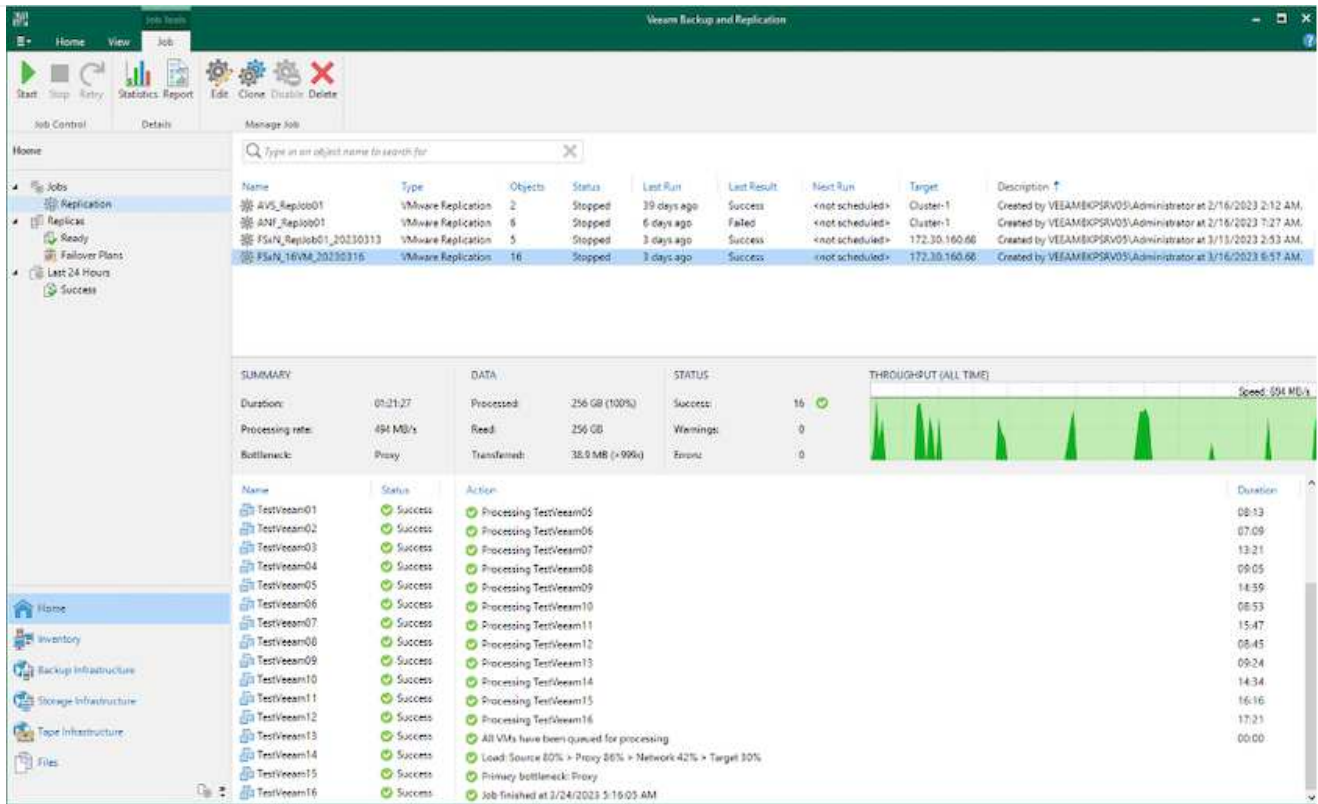 Job Tools
Veeam Backup and Replication
Home View Job
Start Stop Retry Statistics Report Edit Clone Disable Delete
Job Control Details Manage Job
Home
Type in an object name to search for
Jobs
Replication
Replicas
Ready
Failover Plans
Last 24 Hours
Success
Name Type Objects Status Last Run Last Result Next Run Target Description
AVS_RepJob01 VMware Replication 2 Stopped 39 days ago Success <not scheduled> Cluster-1 Created by VEEAMBKPSRV05\Administrator at 2/16/2023 2:12 AM.
ANF_RepJob01 VMware Replication 6 Stopped 6 days ago Failed <not scheduled> Cluster-1 Created by VEEAMBKPSRV05\Administrator at 2/16/2023 7:27 AM.
FSxN_RepJob01_20230313 VMware Replication 5 Stopped 3 days ago Success <not scheduled> 172.30.160.68 Created by VEEAMBKPSRV05\Administrator at 3/13/2023 2:53 AM.
FSxN_16VM_20230316 VMware Replication 16 Stopped 3 days ago Success <not scheduled> 172.30.160.68 Created by VEEAMBKPSRV05\Administrator at 3/16/2023 9:57 AM.
SUMMARY DATA STATUS THROUGHPUT (ALL TIME)
Speed: 694 MB/s
Duration: 01:21:27 Processed: 256 GB (100%) Success: 16
Processing rate: 494 MB/s Read: 256 GB Warnings: 0
Bottleneck: Proxy Transferred: 38.9 MB (>999x) Errors: 0
Name Status Action Duration
TestVeeam01 Success Processing TestVeeam05 08:13
TestVeeam02 Success Processing TestVeeam06 07:09
TestVeeam03 Success Processing TestVeeam07 13:21
TestVeeam04 Success Processing TestVeeam08 09:05
TestVeeam05 Success Processing TestVeeam09 14:59
TestVeeam06 Success Processing TestVeeam10 08:53
TestVeeam07 Success Processing TestVeeam11 15:47
TestVeeam08 Success Processing TestVeeam12 08:45
TestVeeam09 Success Processing TestVeeam13 09:24
TestVeeam10 Success Processing TestVeeam14 14:34
TestVeeam11 Success Processing TestVeeam15 16:16
TestVeeam12 Success Processing TestVeeam16 17:21
TestVeeam13 Success All VMs have been queued for processing 00:00
TestVeeam14 Success Load: Source 80% > Proxy 86% > Network 42% > Target 30%
TestVeeam15 Success Primary bottleneck: Proxy
TestVeeam16 Success Job finished at 3/24/2023 5:16:05 AM
Home
Inventory
Backup Infrastructure
Storage Infrastructure
Tape Infrastructure
Files